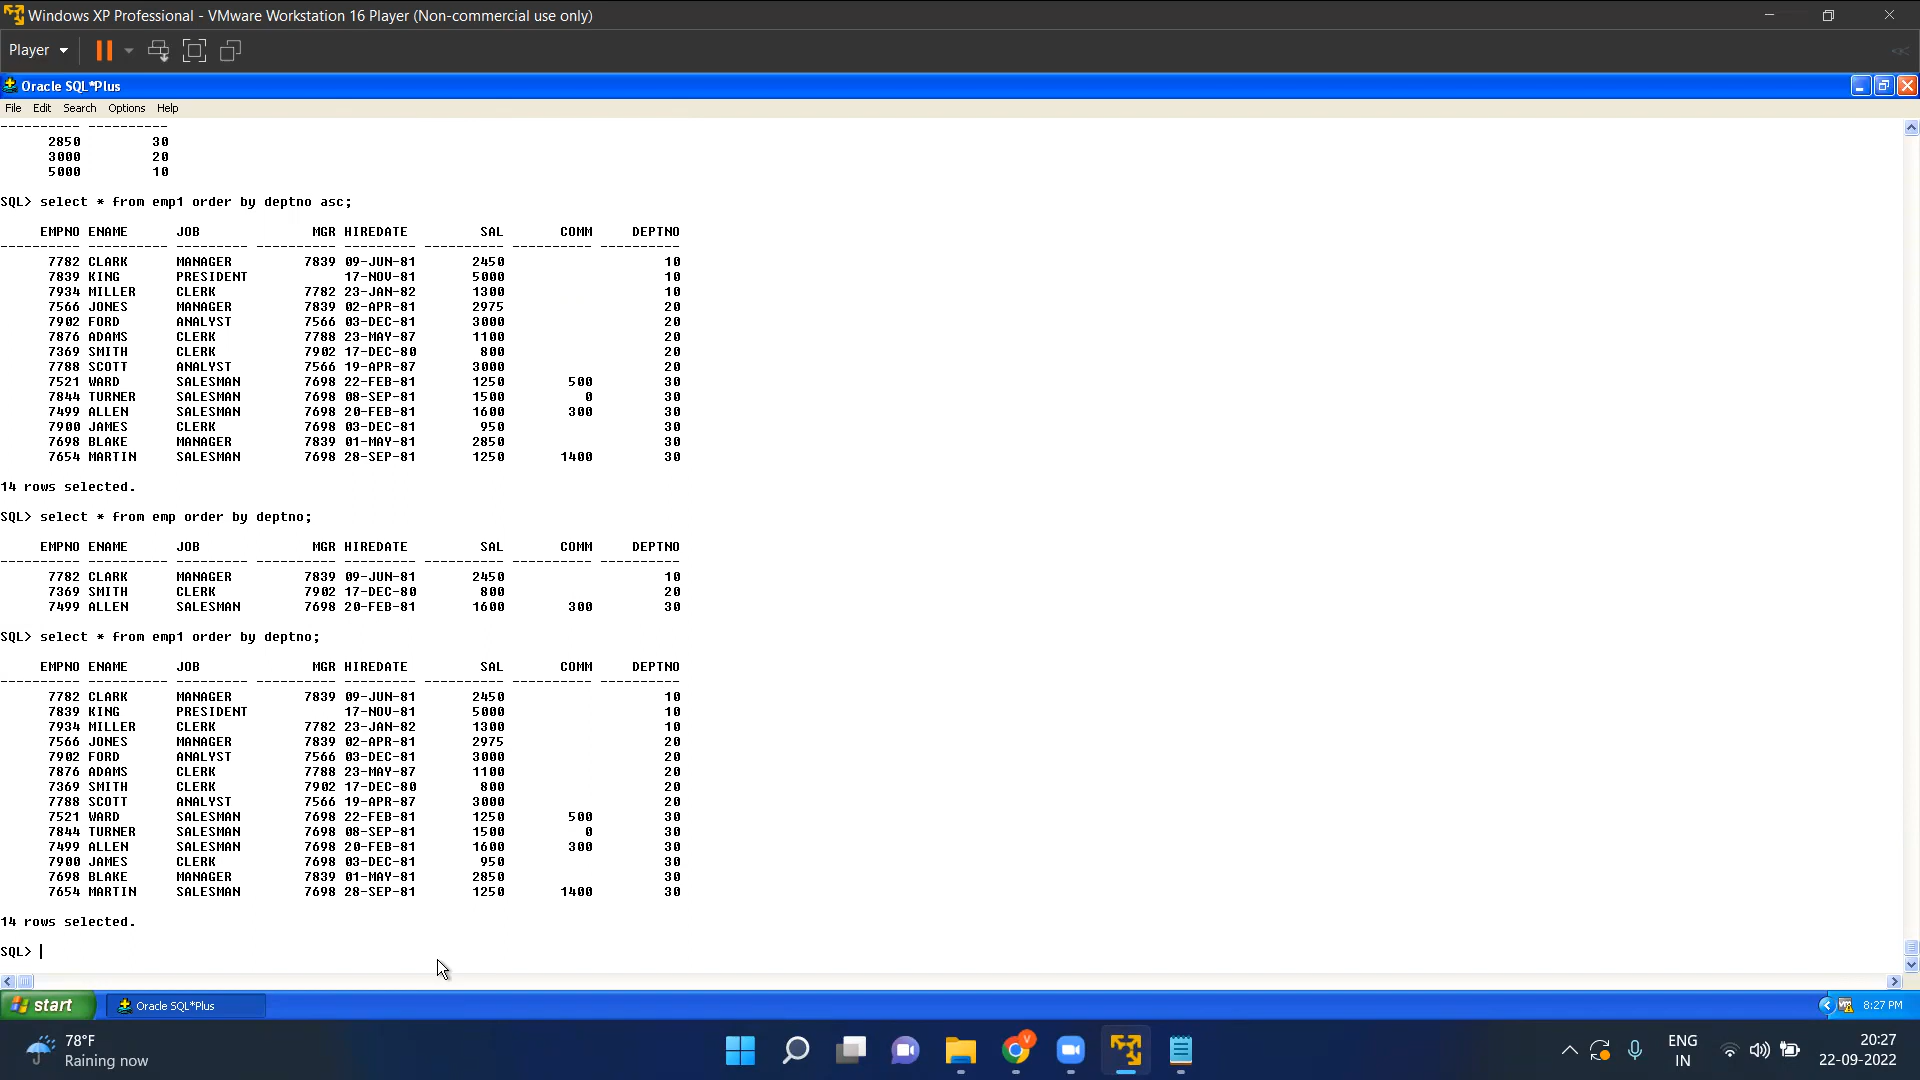 Windows XP Professional - VMware Workstation 16 Player (Non-commercial use only)
Player
Oracle SQL*Plus
File Edit Search Options Help
---------- ----------
      2850         30
      3000         20
      5000         10
SQL> select * from emp1 order by deptno asc;
     EMPNO ENAME      JOB              MGR HIREDATE         SAL       COMM     DEPTNO
---------- ---------- --------- ---------- --------- ---------- ---------- ----------
      7782 CLARK      MANAGER         7839 09-JUN-81       2450                    10
      7839 KING       PRESIDENT            17-NOV-81       5000                    10
      7934 MILLER     CLERK           7782 23-JAN-82       1300                    10
      7566 JONES      MANAGER         7839 02-APR-81       2975                    20
      7902 FORD       ANALYST         7566 03-DEC-81       3000                    20
      7876 ADAMS      CLERK           7788 23-MAY-87       1100                    20
      7369 SMITH      CLERK           7902 17-DEC-80        800                    20
      7788 SCOTT      ANALYST         7566 19-APR-87       3000                    20
      7521 WARD       SALESMAN        7698 22-FEB-81       1250        500         30
      7844 TURNER     SALESMAN        7698 08-SEP-81       1500          0         30
      7499 ALLEN      SALESMAN        7698 20-FEB-81       1600        300         30
      7900 JAMES      CLERK           7698 03-DEC-81        950                    30
      7698 BLAKE      MANAGER         7839 01-MAY-81       2850                    30
      7654 MARTIN     SALESMAN        7698 28-SEP-81       1250       1400         30
14 rows selected.
SQL> select * from emp order by deptno;
     EMPNO ENAME      JOB              MGR HIREDATE         SAL       COMM     DEPTNO
---------- ---------- --------- ---------- --------- ---------- ---------- ----------
      7782 CLARK      MANAGER         7839 09-JUN-81       2450                    10
      7369 SMITH      CLERK           7902 17-DEC-80        800                    20
      7499 ALLEN      SALESMAN        7698 20-FEB-81       1600        300         30
SQL> select * from emp1 order by deptno;
     EMPNO ENAME      JOB              MGR HIREDATE         SAL       COMM     DEPTNO
---------- ---------- --------- ---------- --------- ---------- ---------- ----------
      7782 CLARK      MANAGER         7839 09-JUN-81       2450                    10
      7839 KING       PRESIDENT            17-NOV-81       5000                    10
      7934 MILLER     CLERK           7782 23-JAN-82       1300                    10
      7566 JONES      MANAGER         7839 02-APR-81       2975                    20
      7902 FORD       ANALYST         7566 03-DEC-81       3000                    20
      7876 ADAMS      CLERK           7788 23-MAY-87       1100                    20
      7369 SMITH      CLERK           7902 17-DEC-80        800                    20
      7788 SCOTT      ANALYST         7566 19-APR-87       3000                    20
      7521 WARD       SALESMAN        7698 22-FEB-81       1250        500         30
      7844 TURNER     SALESMAN        7698 08-SEP-81       1500          0         30
      7499 ALLEN      SALESMAN        7698 20-FEB-81       1600        300         30
      7900 JAMES      CLERK           7698 03-DEC-81        950                    30
      7698 BLAKE      MANAGER         7839 01-MAY-81       2850                    30
      7654 MARTIN     SALESMAN        7698 28-SEP-81       1250       1400         30
14 rows selected.
SQL>
start Oracle SQL*Plus 8:27 PM
78°F
Raining now
ENG
IN
20:27
22-09-2022